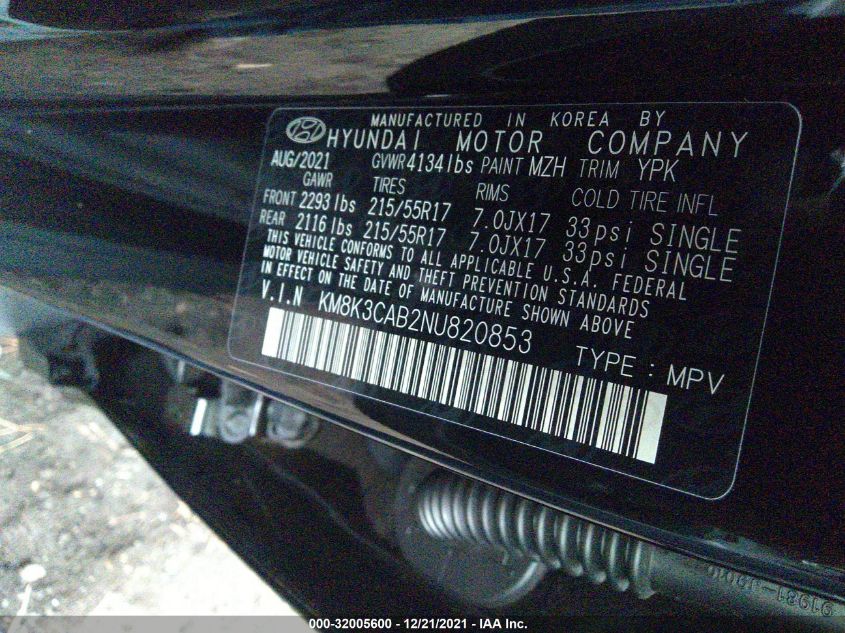 MANUFACTURED IN KOREA BY
HYUNDAI MOTOR COMPANY
AUG/2021 GVWR 4134 lbs PAINT MZH TRIM YPK
GAWR TIRES RIMS COLD TIRE INFL
FRONT 2293 lbs 215/55R17 7.0JX17 33psi SINGLE
REAR 2116 lbs 215/55R17 7.0JX17 33psi SINGLE
THIS VEHICLE CONFORMS TO ALL APPLICABLE U.S.A. FEDERAL
MOTOR VEHICLE SAFETY AND THEFT PREVENTION STANDARDS
IN EFFECT ON THE DATE OF MANUFACTURE SHOWN ABOVE
V.I.N KM8K3CAB2NU820853
TYPE : MPV
000-32005600 - 12/21/2021 - IAA Inc.